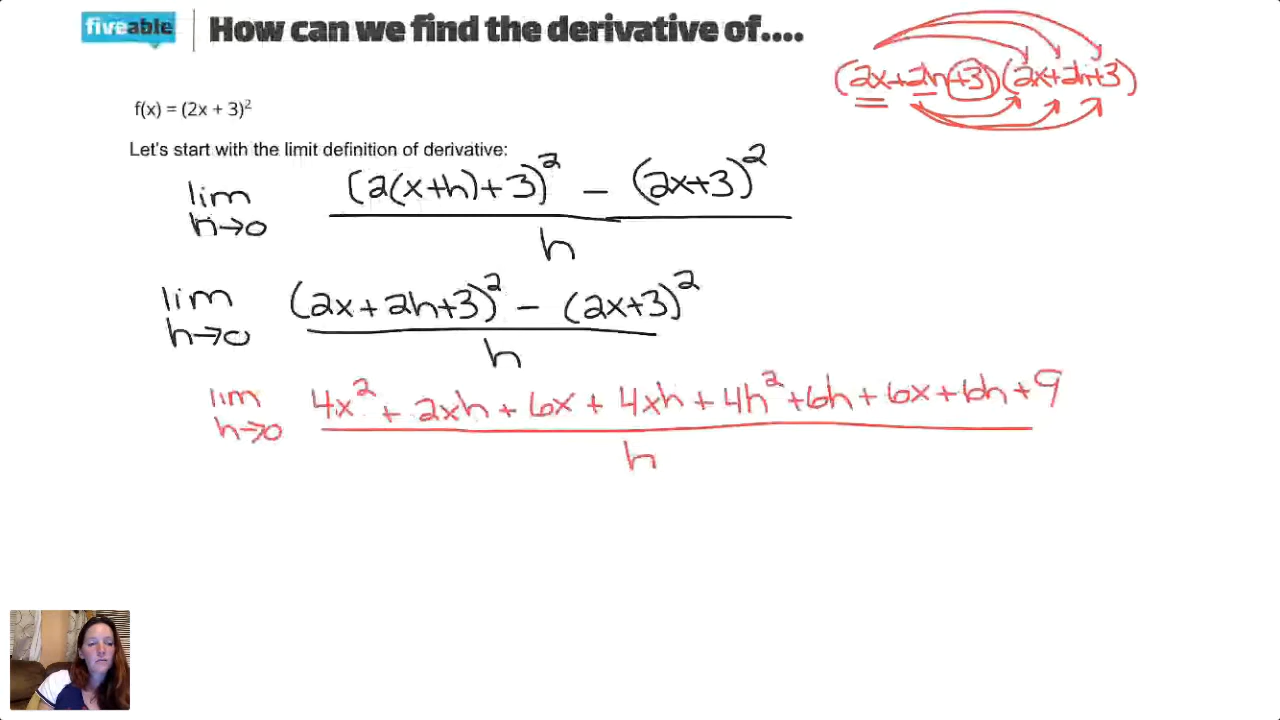 fiveable
How can we find the derivative of....
(2x+2h+3)(2x+2h+3)
f(x) = (2x + 3)²
Let's start with the limit definition of derivative:
lim h→0 (2(x+h)+3)² – (2x+3)² / h
lim h→0 (2x+2h+3)² – (2x+3)² / h
lim h→0 4x² + 2xh + 6x + 4xh + 4h² + 6h + 6x + 6h + 9 / h